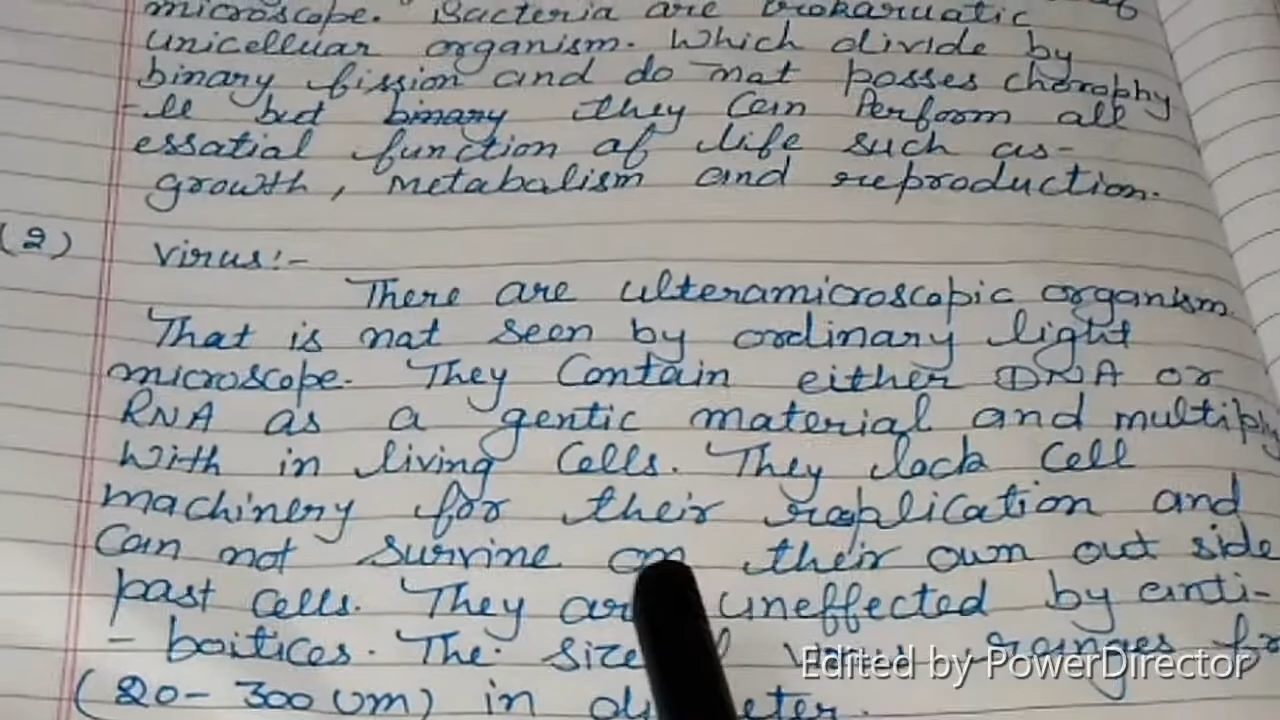 microscope. Bacteria are Prokaruatic of
unicelluar organism. Which divide by
binary fission and do not posses chorophy
-ll but binary they Can Perform all
essatial function of life such as-
growth, metabalism and reproduction.
(2) Virus:-
There are ulteramicroscopic organism.
That is not seen by ordinary light
microscope. They Contain either DNA or
RNA as a gentic material and multiply
With in living Cells. They lack Cell
machinery for their replication and
Can not survine on their own out side
past Cells. They are uneffected by anti-
- boitices. The size ranges
(20- 300 um) in
Edited by PowerDirector